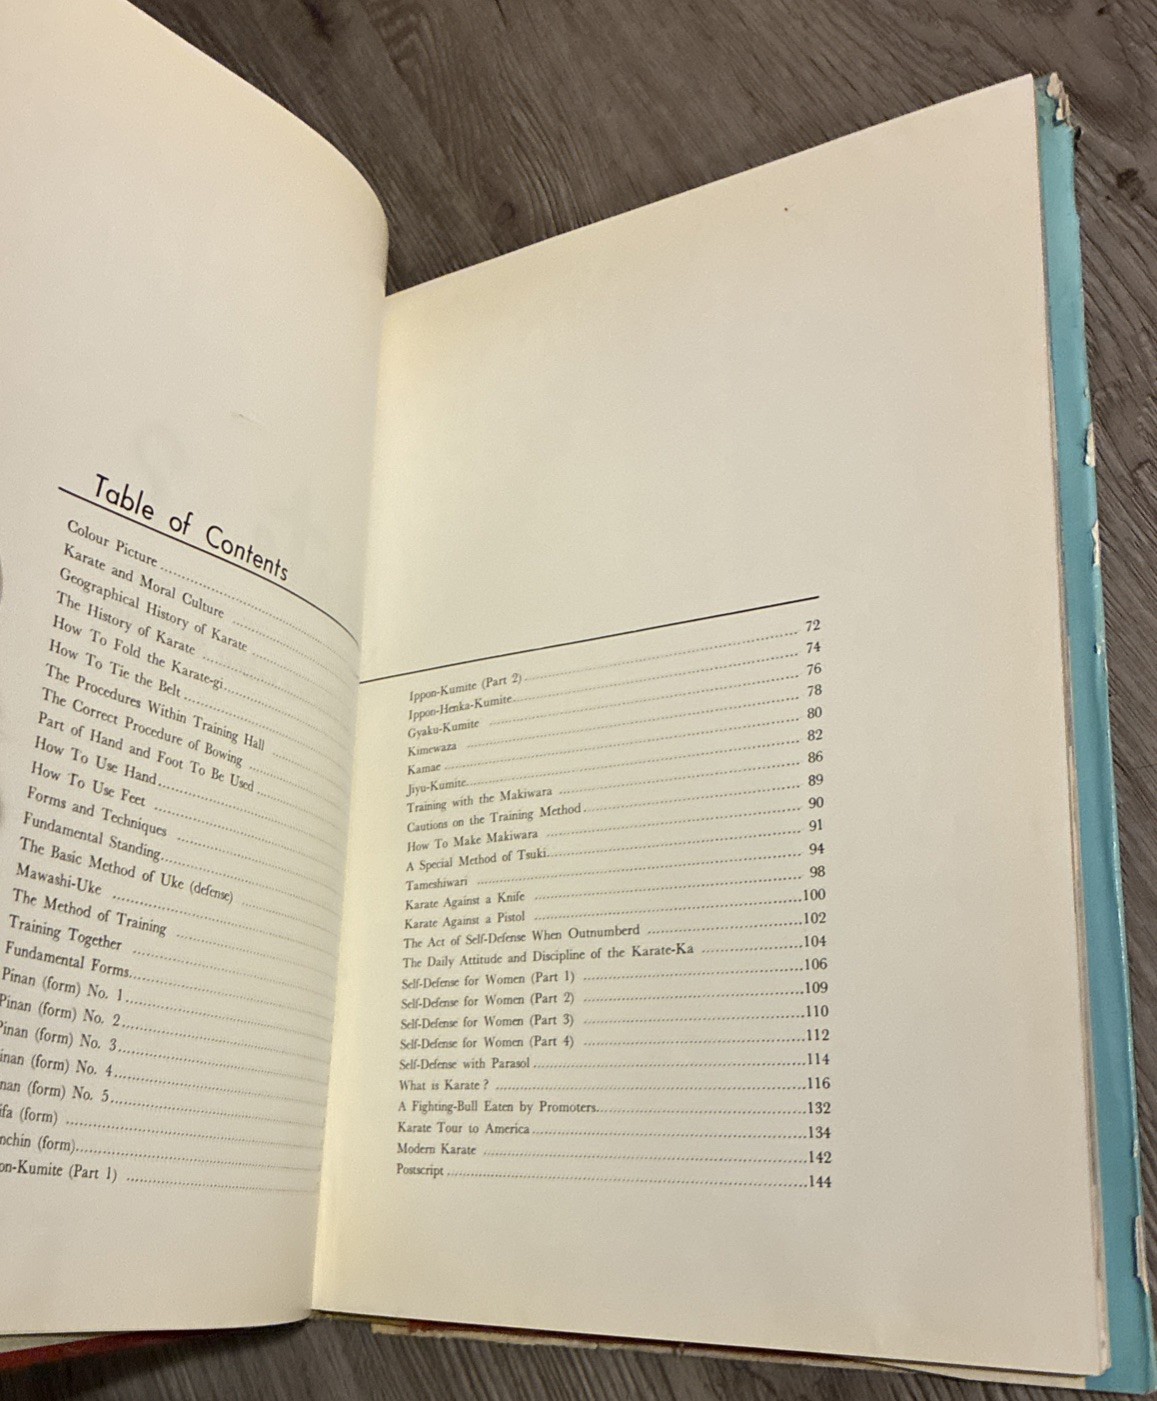 Table of Contents
Colour Picture
Karate and Moral Culture
Geographical History of Karate
The History of Karate
How To Fold the Karate-gi
How To Tie the Belt
The Procedures Within Training Hall
The Correct Procedure of Bowing
Part of Hand and Foot To Be Used
How To Use Hand
How To Use Feet
Forms and Techniques
Fundamental Standing
The Basic Method of Uke (defense)
Mawashi-Uke
The Method of Training
Training Together
Fundamental Forms
Pinan (form) No. 1
Pinan (form) No. 2
Pinan (form) No. 3
inan (form) No. 4
nan (form) No. 5
ifa (form)
nchin (form)
on-Kumite (Part 1)
Ippon-Kumite (Part 2) 72
Ippon-Henka-Kumite 74
Gyaku-Kumite 76
Kimewaza 78
Kamae 80
Jiyu-Kumite 82
Training with the Makiwara 86
Cautions on the Training Method 89
How To Make Makiwara 90
A Special Method of Tsuki 91
Tameshiwari 94
Karate Against a Knife 98
Karate Against a Pistol 100
The Act of Self-Defense When Outnumberd 102
The Daily Attitude and Discipline of the Karate-Ka 104
Self-Defense for Women (Part 1) 106
Self-Defense for Women (Part 2) 109
Self-Defense for Women (Part 3) 110
Self-Defense for Women (Part 4) 112
Self-Defense with Parasol 114
What is Karate? 116
A Fighting-Bull Eaten by Promoters 132
Karate Tour to America 134
Modern Karate 142
Postscript 144